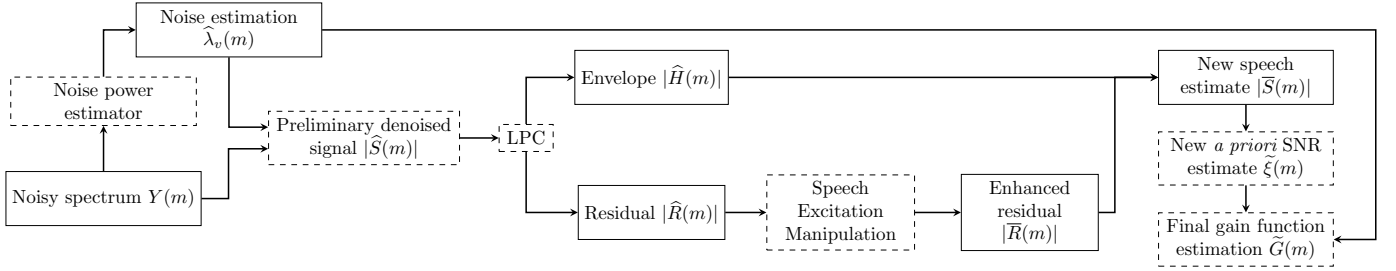 Noise estimation
λ̂_v(m)
Noise power
estimator
Noisy spectrum Y(m)
Preliminary denoised
signal |Ŝ(m)|
LPC
Envelope |Ĥ(m)|
Residual |R̂(m)|
Speech
Excitation
Manipulation
Enhanced
residual
|R̅(m)|
New speech
estimate |S̅(m)|
New a priori SNR
estimate ξ̃(m)
Final gain function
estimation G̃(m)